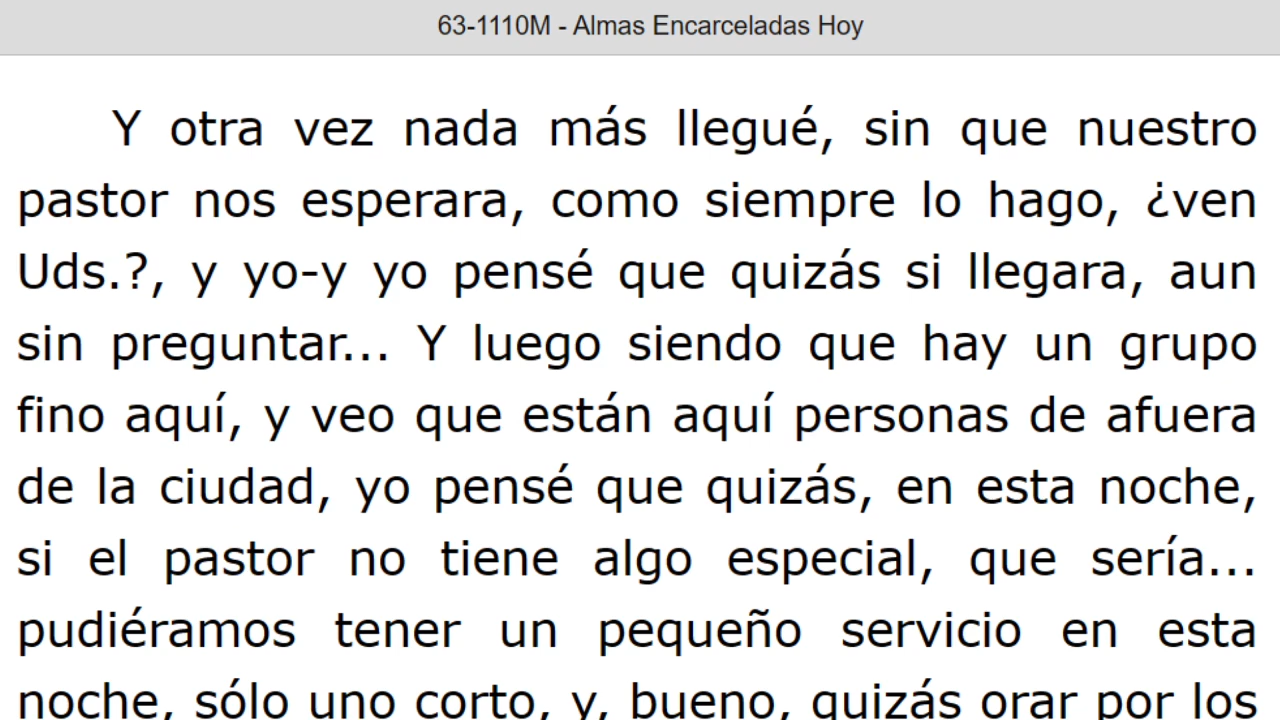 63-1110M - Almas Encarceladas Hoy
Y otra vez nada más llegué, sin que nuestro
pastor nos esperara, como siempre lo hago, ¿ven
Uds.?, y yo-y yo pensé que quizás si llegara, aun
sin preguntar... Y luego siendo que hay un grupo
fino aquí, y veo que están aquí personas de afuera
de la ciudad, yo pensé que quizás, en esta noche,
si el pastor no tiene algo especial, que sería...
pudiéramos tener un pequeño servicio en esta
noche, sólo uno corto, y, bueno, quizás orar por los